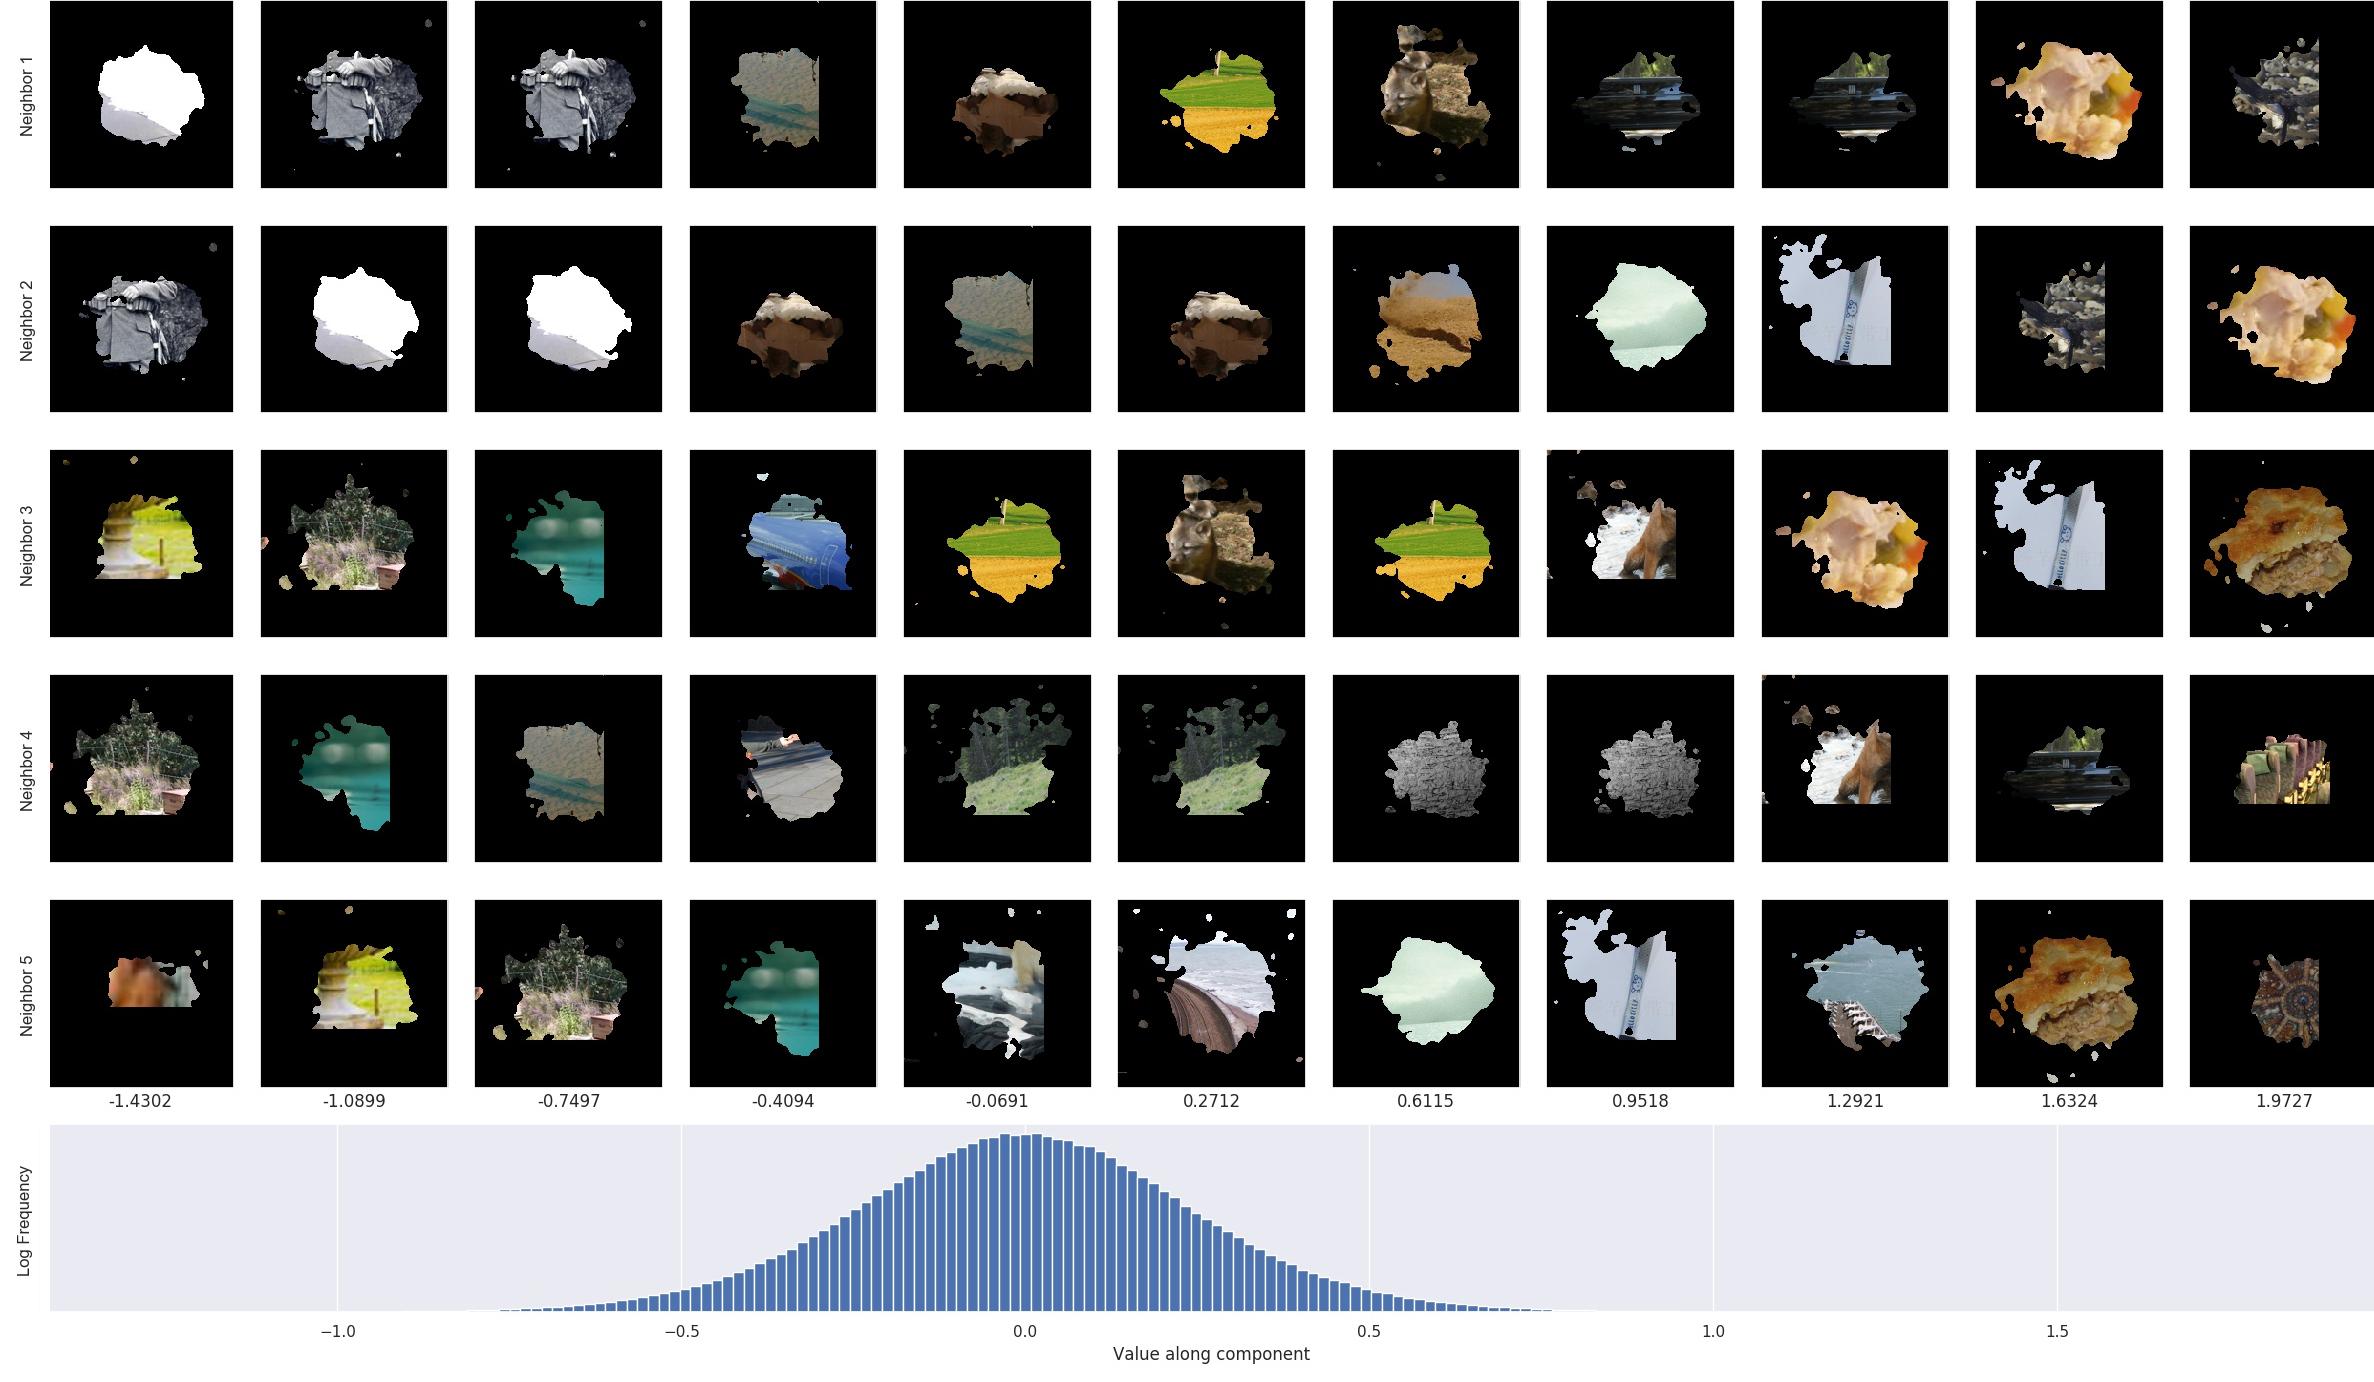 Neighbor 1
Neighbor 2
Neighbor 3
Neighbor 4
Neighbor 5
-1.4302 -1.0899 -0.7497 -0.4094 -0.0691 0.2712 0.6115 0.9518 1.2921 1.6324 1.9727
Log Frequency
−1.0 −0.5 0.0 0.5 1.0 1.5
Value along component